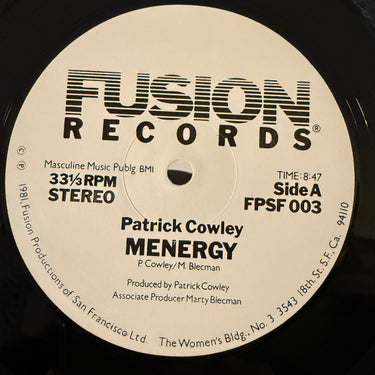 FUSION
RECORDS®
Masculine Music Publg BMI
33⅓ RPM
STEREO
TIME: 8:47
Side A
FPSF 003
Patrick Cowley
MENERGY
P. Cowley/M. Blecman
Produced by Patrick Cowley
Associate Producer Marty Blecman
© ℗ 1981, Fusion Productions of San Francisco Ltd. The Women's Bldg., No. 3 3543 18th. St. S.F., Ca. 94110